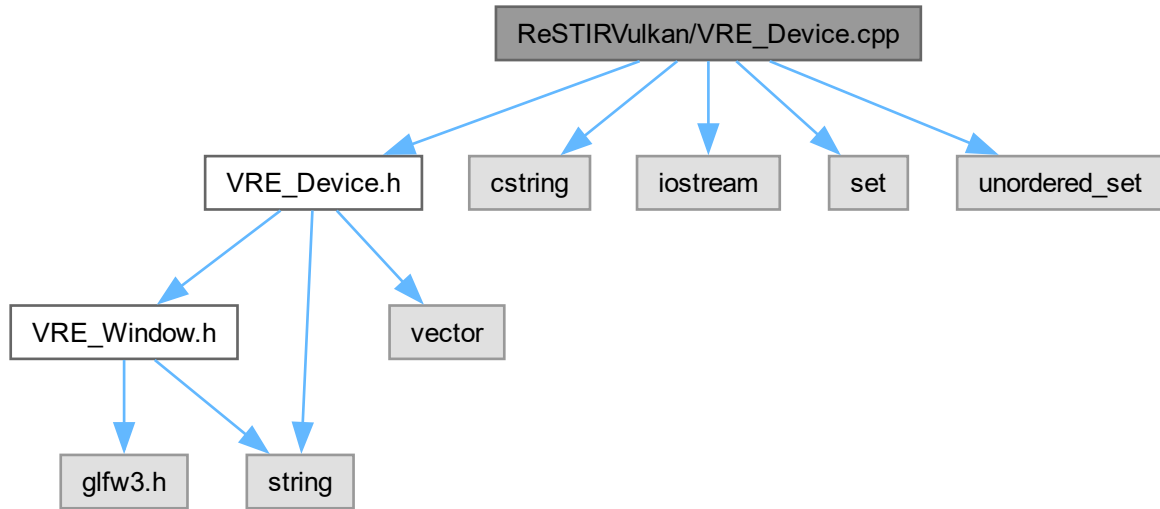 ReSTIRVulkan/VRE_Device.cpp
VRE_Device.h
cstring
iostream
set
unordered_set
VRE_Window.h
vector
glfw3.h
string